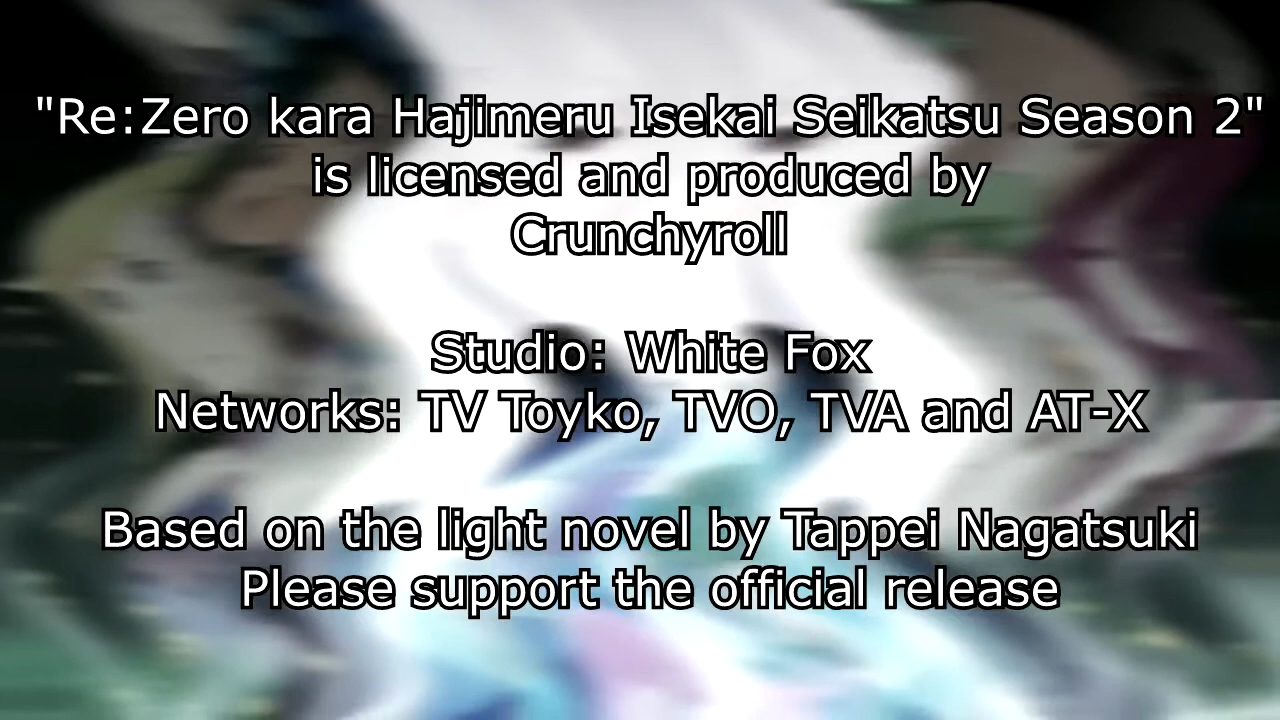 "Re:Zero kara Hajimeru Isekai Seikatsu Season 2"
is licensed and produced by
Crunchyroll
Studio: White Fox
Networks: TV Toyko, TVO, TVA and AT-X
Based on the light novel by Tappei Nagatsuki
Please support the official release